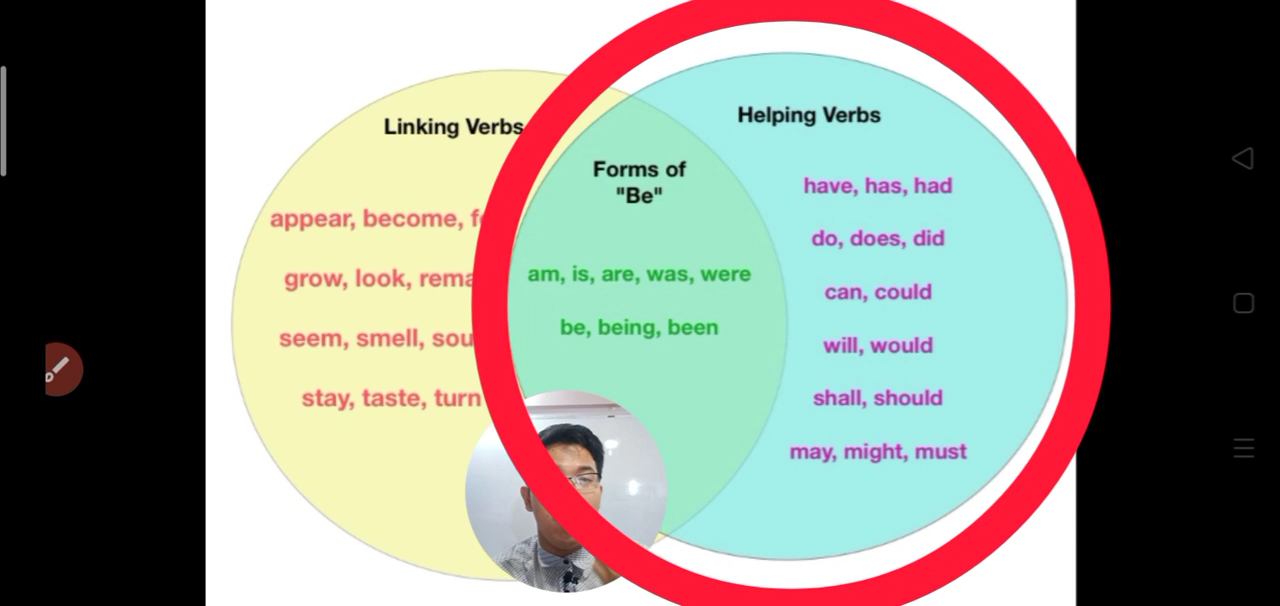 Linking Verbs
appear, become,
grow, look,
seem, smell,
stay, taste, turn
Forms of
"Be"
am, is, are, was, were
be, being, been
Helping Verbs
have, has, had
do, does, did
can, could
will, would
shall, should
may, might, must